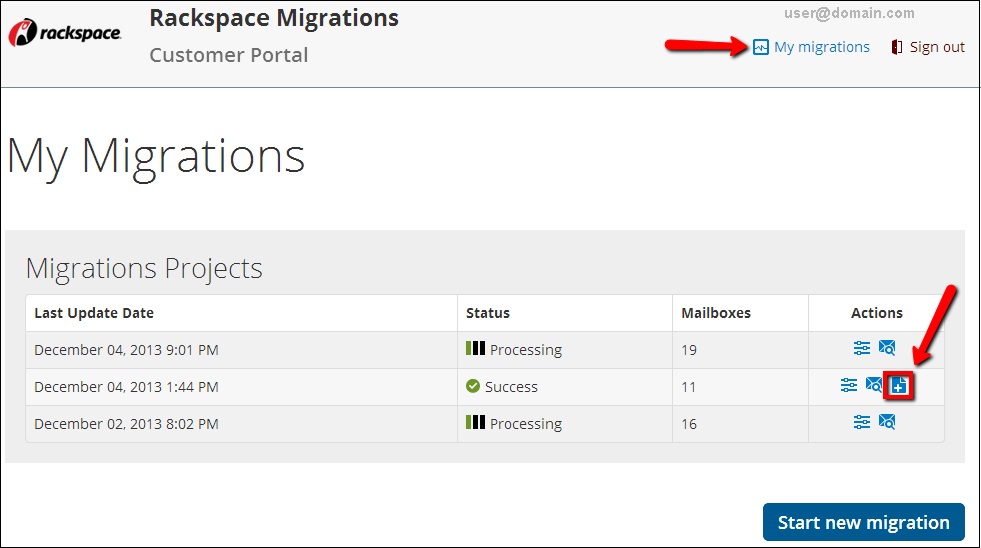 rackspace.
Rackspace Migrations
Customer Portal
user@domain.com
My migrations
Sign out
My Migrations
Migrations Projects
Last Update Date Status Mailboxes Actions
December 04, 2013 9:01 PM Processing 19
December 04, 2013 1:44 PM Success 11
December 02, 2013 8:02 PM Processing 16
Start new migration